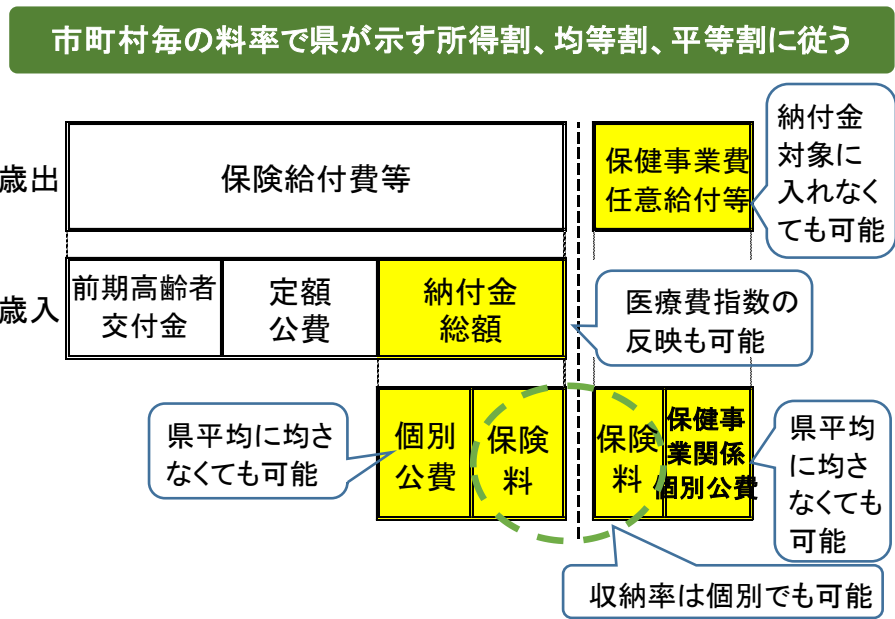 市町村毎の料率で県が示す所得割、均等割、平等割に従う
歳出
保険給付費等
保健事業費
任意給付等
納付金
対象に
入れなく
ても可能
歳入
前期高齢者
交付金
定額
公費
納付金
総額
医療費指数の
反映も可能
県平均に均さ
なくても可能
個別
公費
保険
料
保険
料
保健事
業関係
個別公費
県平均
に均さ
なくても
可能
収納率は個別でも可能